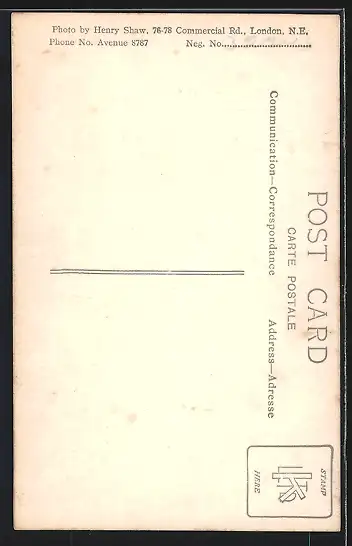 Photo by Henry Shaw, 76-78 Commercial Rd., London, N.E.
Phone No. Avenue 8787 Neg. No.
POST CARD
CARTE POSTALE
Communication—Correspondance
Address—Adresse
STAMP
HERE